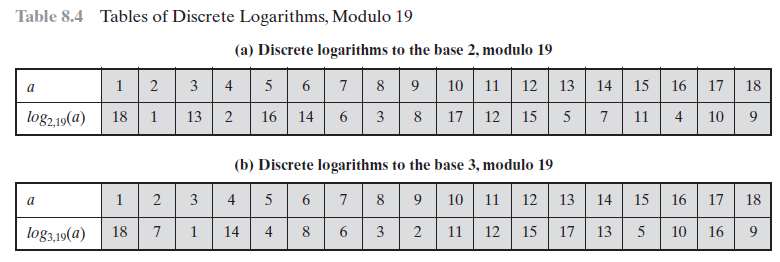 Table 8.4 Tables of Discrete Logarithms, Modulo 19
(a) Discrete logarithms to the base 2, modulo 19
a 1 2 3 4 5 6 7 8 9 10 11 12 13 14 15 16 17 18
log2,19(a) 18 1 13 2 16 14 6 3 8 17 12 15 5 7 11 4 10 9
(b) Discrete logarithms to the base 3, modulo 19
a 1 2 3 4 5 6 7 8 9 10 11 12 13 14 15 16 17 18
log3,19(a) 18 7 1 14 4 8 6 3 2 11 12 15 17 13 5 10 16 9